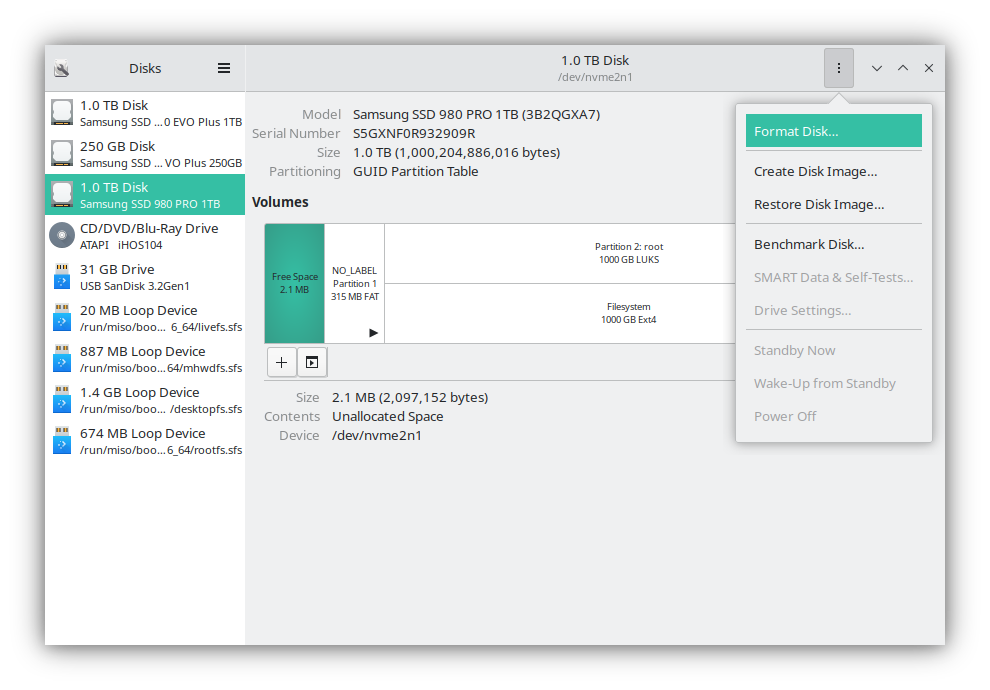 Disks
1.0 TB Disk
/dev/nvme2n1
1.0 TB Disk
Samsung SSD ...0 EVO Plus 1TB
250 GB Disk
Samsung SSD ... VO Plus 250GB
1.0 TB Disk
Samsung SSD 980 PRO 1TB
CD/DVD/Blu-Ray Drive
ATAPI iHOS104
31 GB Drive
USB SanDisk 3.2Gen1
20 MB Loop Device
/run/miso/boo... 6_64/livefs.sfs
887 MB Loop Device
/run/miso/boo...64/mhwdfs.sfs
1.4 GB Loop Device
/run/miso/boo... /desktopfs.sfs
674 MB Loop Device
/run/miso/boo...6_64/rootfs.sfs
Model Samsung SSD 980 PRO 1TB (3B2QGXA7)
Serial Number S5GXNF0R932909R
Size 1.0 TB (1,000,204,886,016 bytes)
Partitioning GUID Partition Table
Volumes
Free Space
2.1 MB
NO_LABEL
Partition 1
315 MB FAT
Partition 2: root
1000 GB LUKS
Filesystem
1000 GB Ext4
Size 2.1 MB (2,097,152 bytes)
Contents Unallocated Space
Device /dev/nvme2n1
Format Disk...
Create Disk Image...
Restore Disk Image...
Benchmark Disk...
SMART Data & Self-Tests...
Drive Settings...
Standby Now
Wake-Up from Standby
Power Off